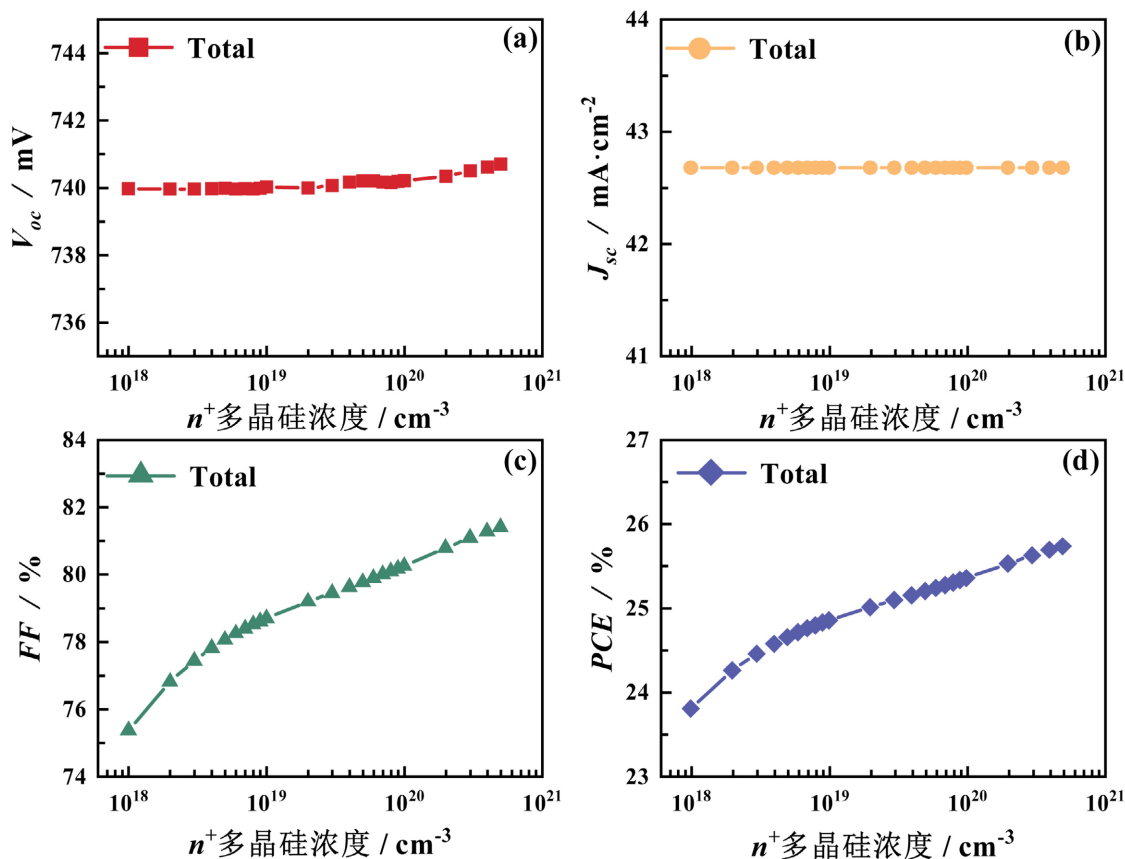 (a)
Total
744
742
740
738
736
V_oc / mV
10^18
10^19
10^20
10^21
n^+多晶硅浓度 / cm^-3
(b)
Total
44
43
42
41
J_sc / mA·cm^-2
10^18
10^19
10^20
10^21
n^+多晶硅浓度 / cm^-3
(c)
Total
84
82
80
78
76
74
FF / %
10^18
10^19
10^20
10^21
n^+多晶硅浓度 / cm^-3
(d)
Total
27
26
25
24
23
PCE / %
10^18
10^19
10^20
10^21
n^+多晶硅浓度 / cm^-3